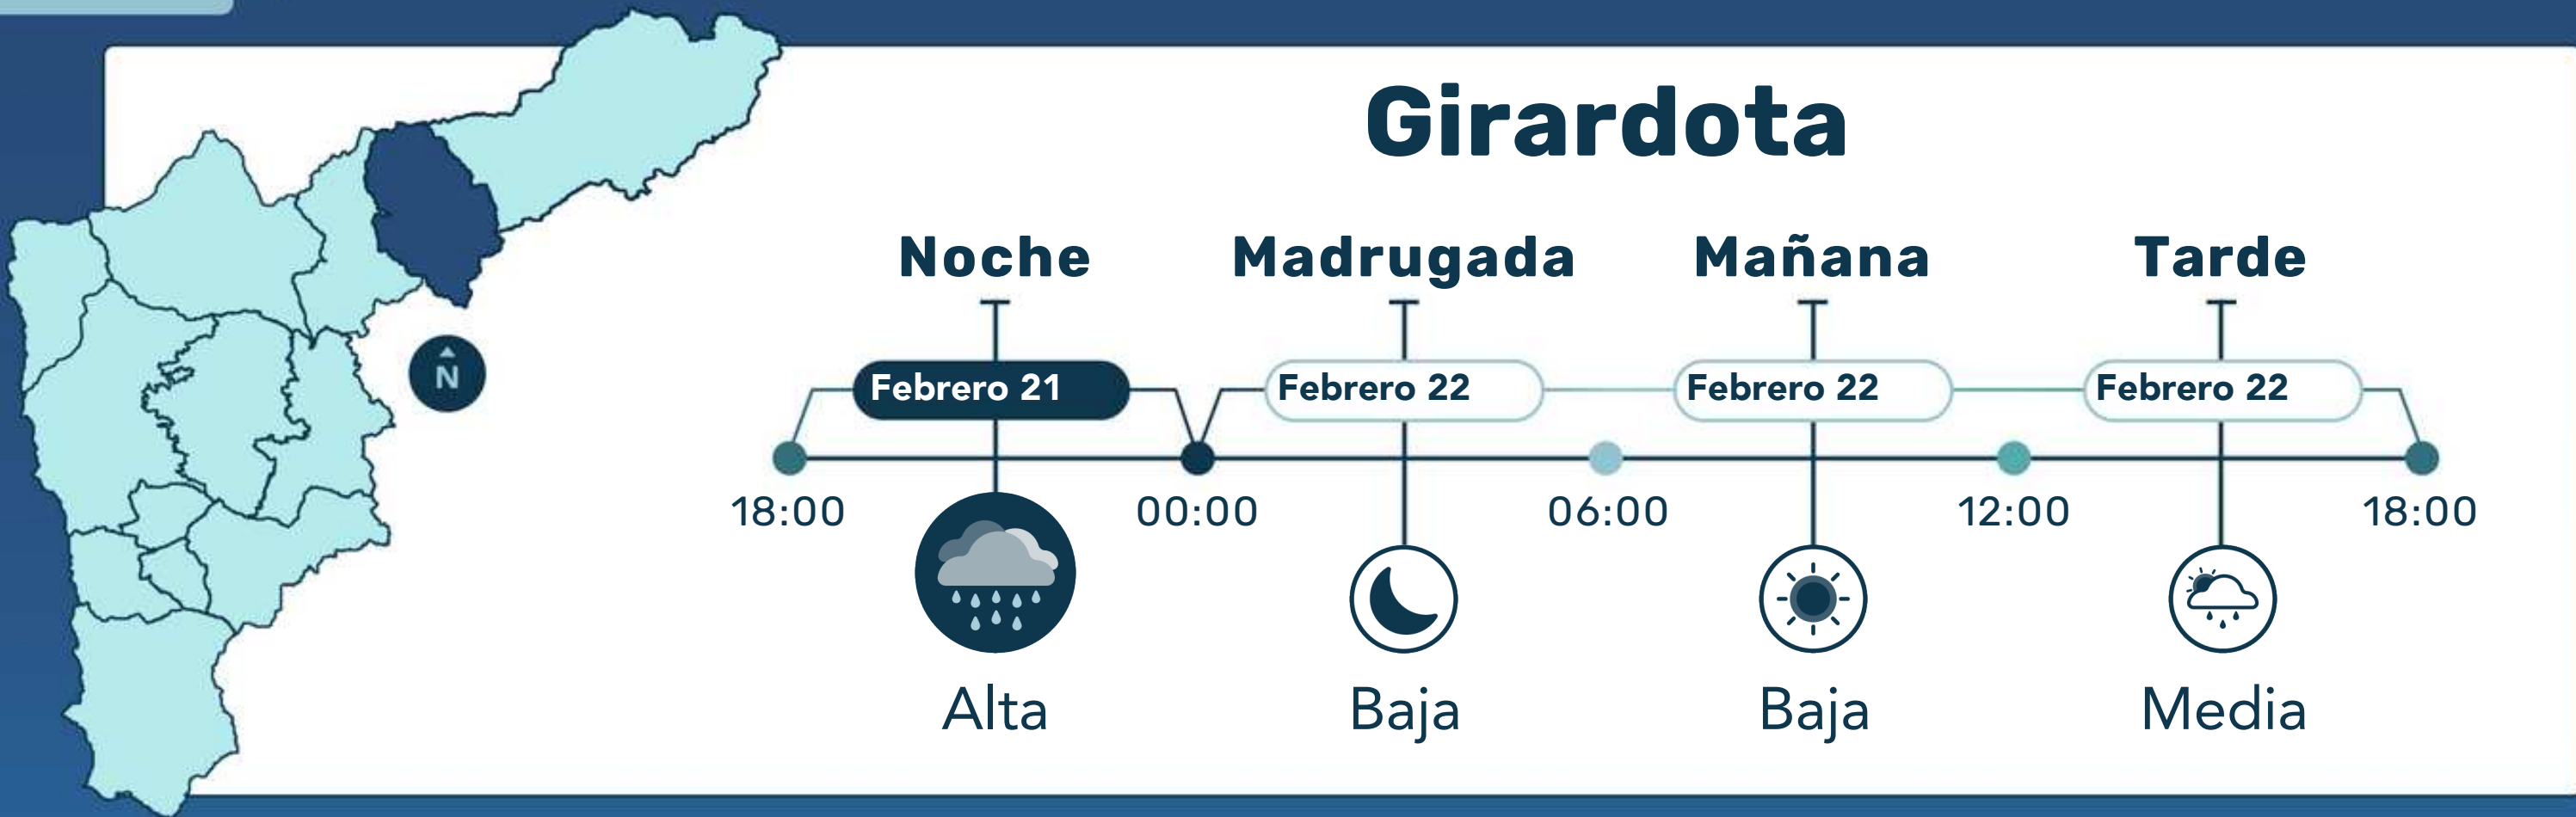 Girardota
Noche Madrugada Mañana Tarde
Febrero 21 Febrero 22 Febrero 22 Febrero 22
N
18:00 00:00 06:00 12:00 18:00
Alta Baja Baja Media